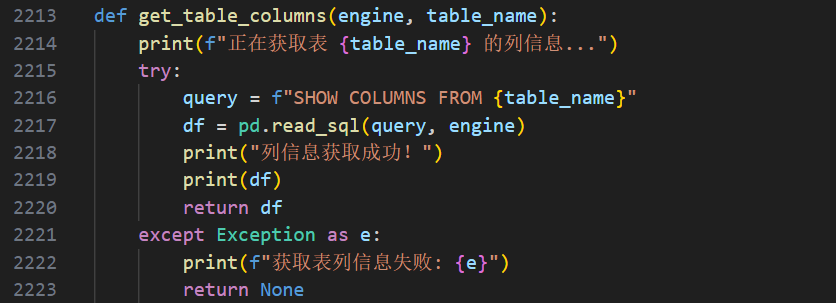 2213 def get_table_columns(engine, table_name):
2214 print(f"正在获取表 {table_name} 的列信息...")
2215 try:
2216 query = f"SHOW COLUMNS FROM {table_name}"
2217 df = pd.read_sql(query, engine)
2218 print("列信息获取成功！")
2219 print(df)
2220 return df
2221 except Exception as e:
2222 print(f"获取表列信息失败: {e}")
2223 return None